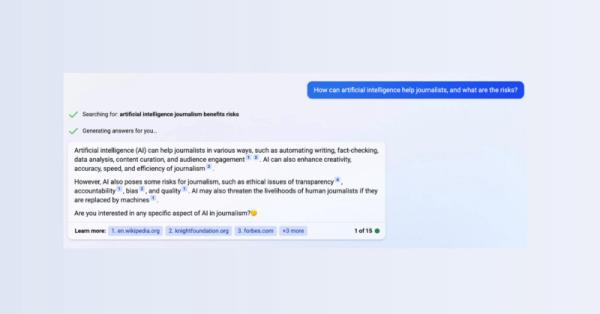 How can artificial intelligence help journalists, and what are the risks?
Searching for: artificial intelligence journalism benefits risks
Generating answers for you...
Artificial intelligence (AI) can help journalists in various ways, such as automating writing, fact-checking,
data analysis, content curation, and audience engagement 1 2. AI can also enhance creativity,
accuracy, speed, and efficiency of journalism 3.
However, AI also poses some risks for journalism, such as ethical issues of transparency 4,
accountability 1, bias 2, and quality 1. AI may also threaten the livelihoods of human journalists if they
are replaced by machines 1.
Are you interested in any specific aspect of AI in journalism?😊
Learn more: 1. en.wikipedia.org 2. knightfoundation.org 3. forbes.com +3 more 1 of 15